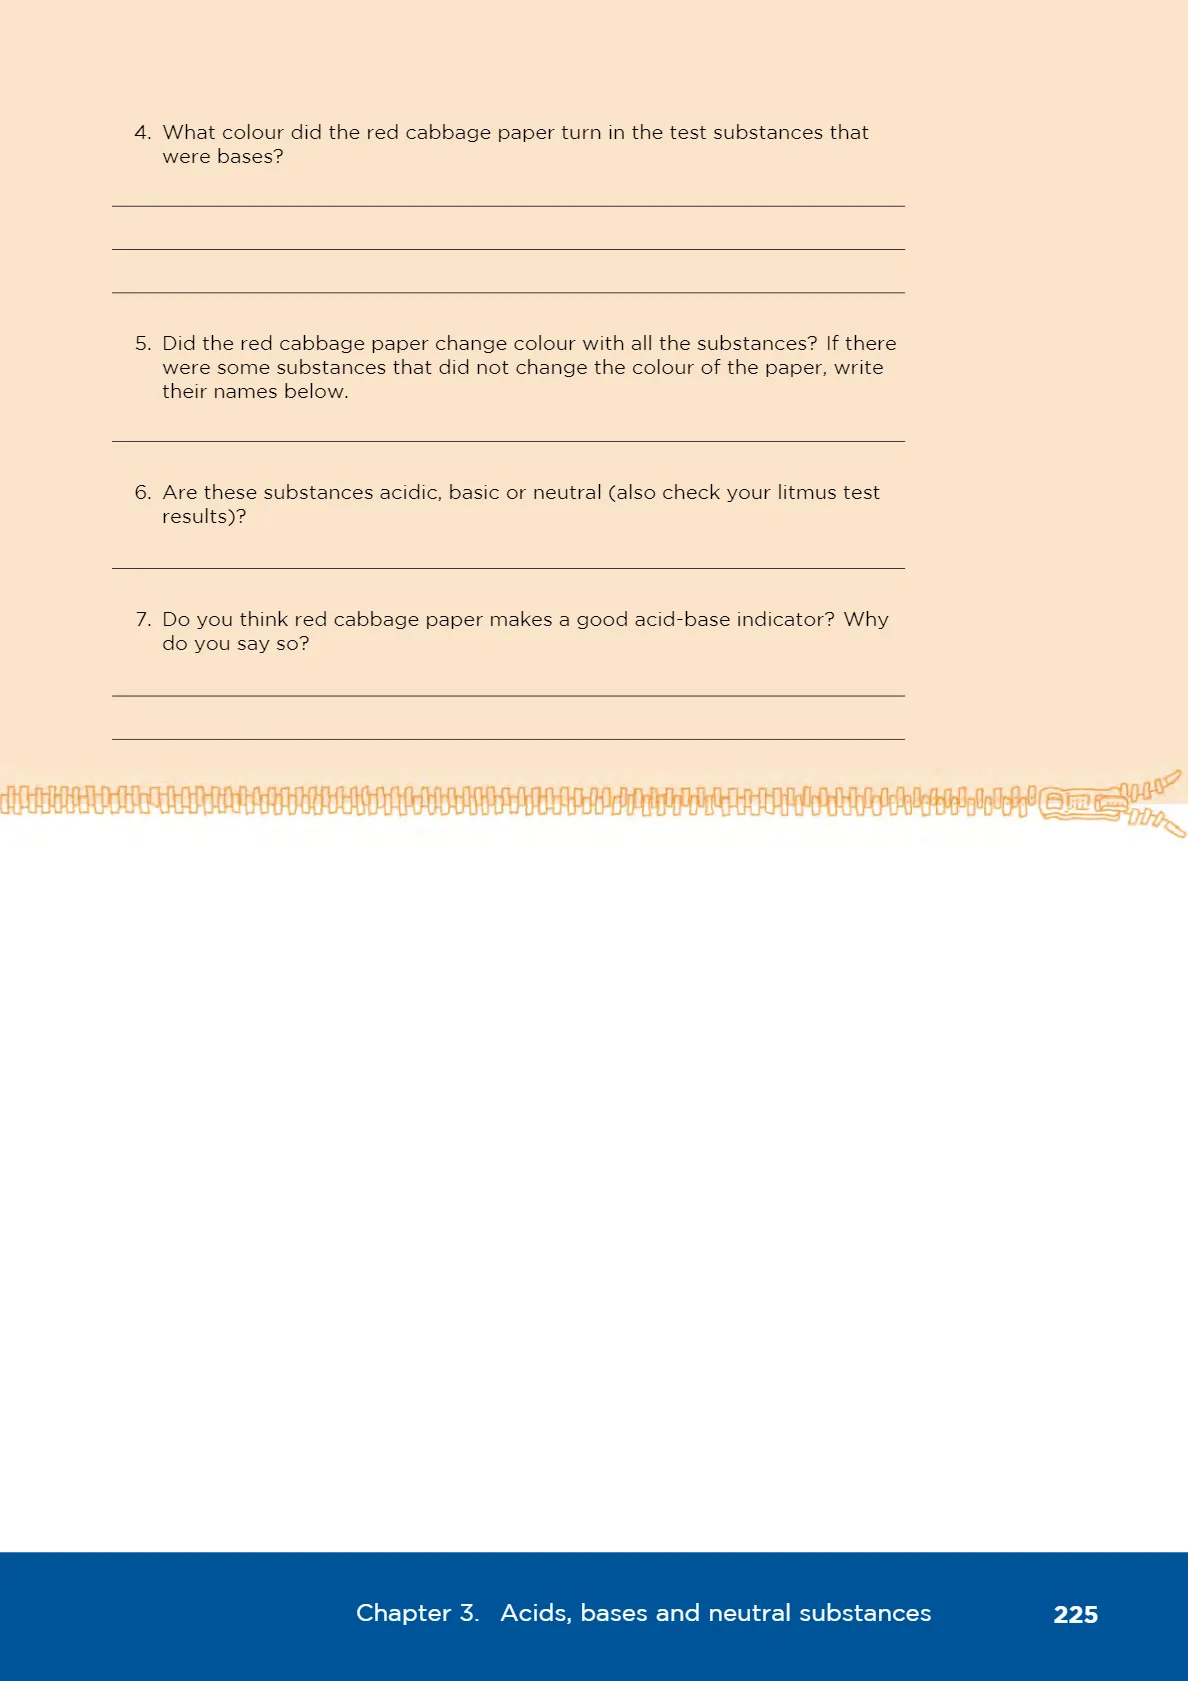 4. What colour did the red cabbage paper turn in the test substances that
were bases?
5. Did the red cabbage paper change colour with all the substances? If there
were some substances that did not change the colour of the paper, write
their names below.
6. Are these substances acidic, basic or neutral (also check your litmus test
results)?
7. Do you think red cabbage paper makes a good acid-base indicator? Why
do you say so?
Chapter 3. Acids, bases and neutral substances 225